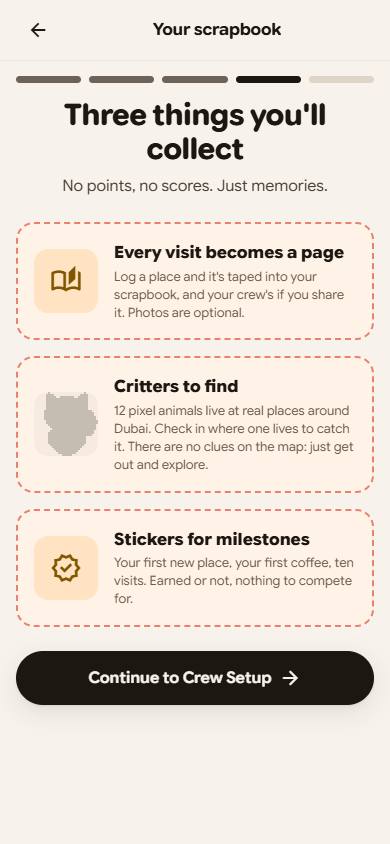 Your scrapbook
Three things you'll
collect
No points, no scores. Just memories.
Every visit becomes a page
Log a place and it's taped into your
scrapbook, and your crew's if you share
it. Photos are optional.
Critters to find
12 pixel animals live at real places around
Dubai. Check in where one lives to catch
it. There are no clues on the map: just get
out and explore.
Stickers for milestones
Your first new place, your first coffee, ten
visits. Earned or not, nothing to compete
for.
Continue to Crew Setup